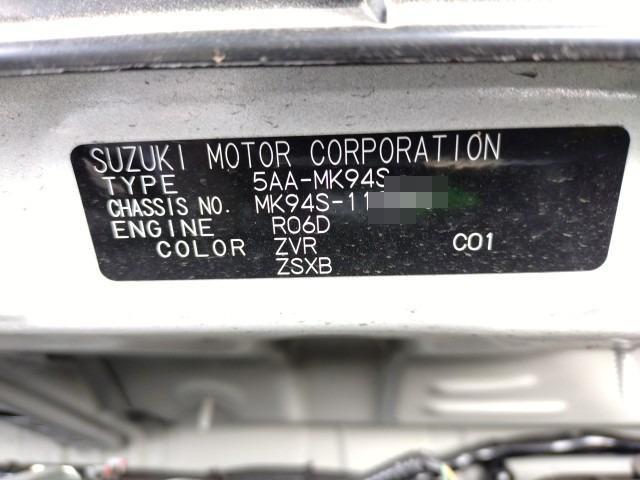 SUZUKI MOTOR CORPORATION
TYPE 5AA-MK94S
CHASSIS NO. MK94S-11
ENGINE R06D
COLOR ZVR C01
ZSXB